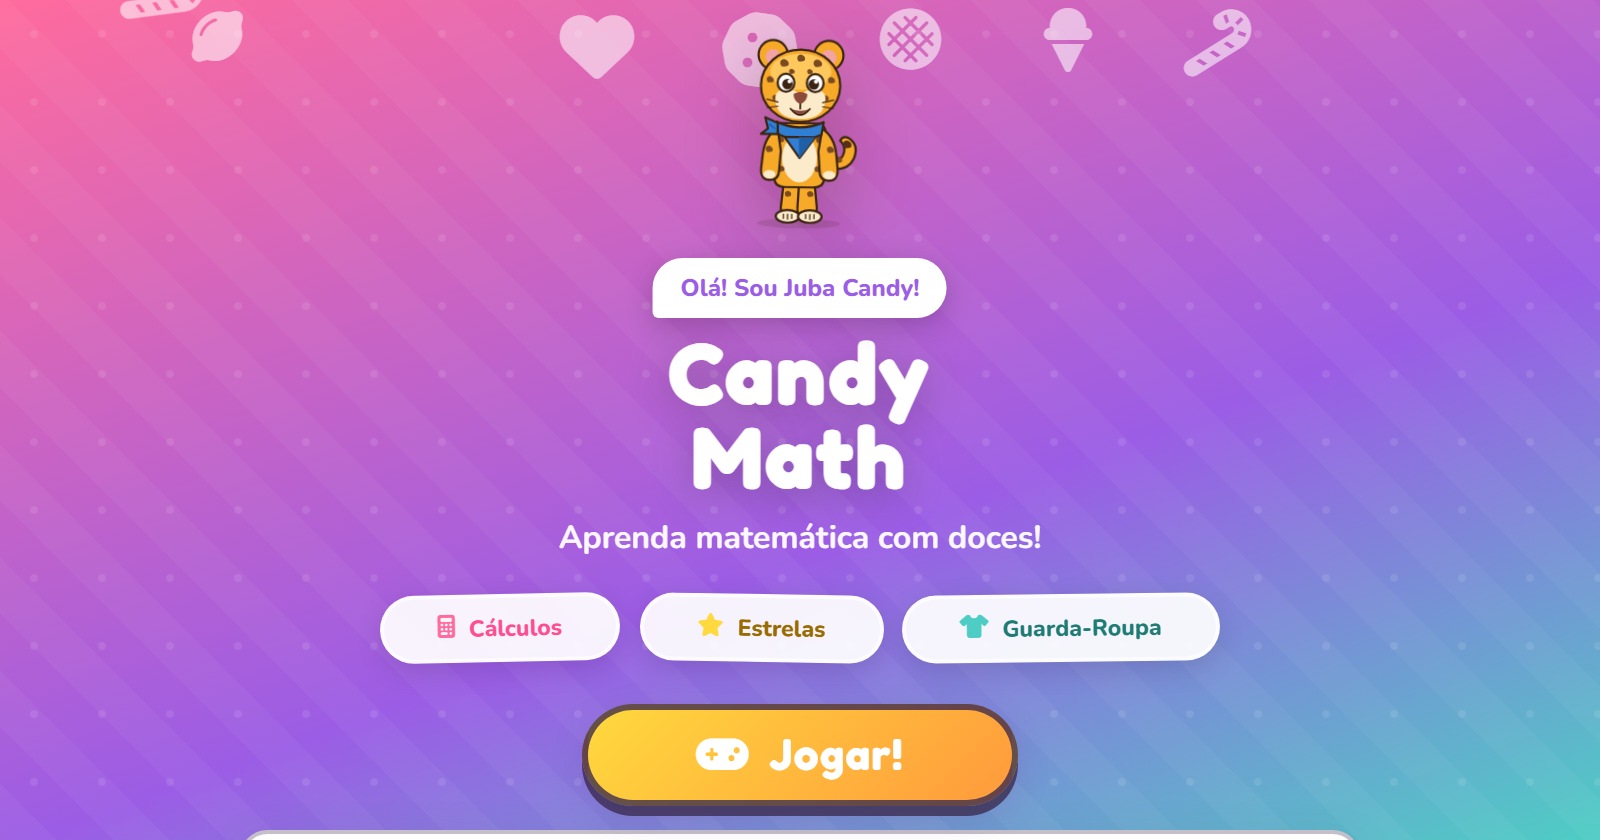 Olá! Sou Juba Candy!
Candy
Math
Aprenda matemática com doces!
Cálculos
Estrelas
Guarda-Roupa
Jogar!